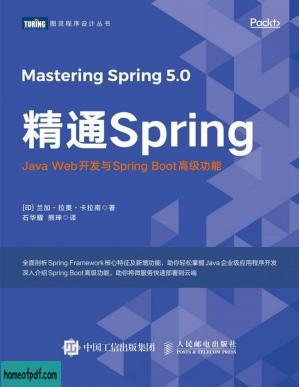 TURING 图灵程序设计丛书
Packt>
Mastering Spring 5.0
精通Spring
Java Web开发与Spring Boot高级功能
[印] 兰加·拉奥·卡拉南 著
石华耀 熊珅 译
全面剖析Spring Framework核心特征及新增功能，助你轻松掌握Java企业级应用程序开发
深入介绍Spring Boot高级功能，助你将微服务快速部署到云端
中国工信出版集团
人民邮电出版社
POSTS & TELECOM PRESS
homeofpdf.com